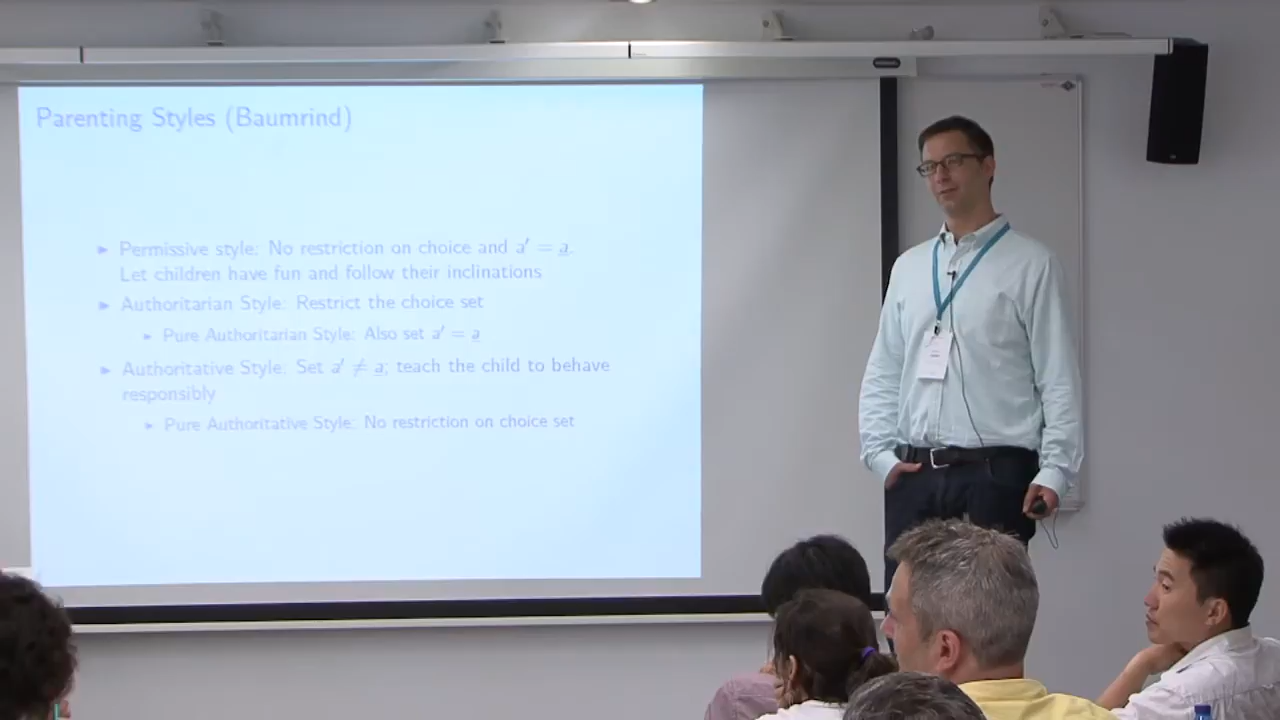 Parenting Styles (Baumrind)
► Permissive style: No restriction on choice and a′ = a̲.
Let children have fun and follow their inclinations
► Authoritarian Style: Restrict the choice set
► Pure Authoritarian Style: Also set a′ = a̲
► Authoritative Style: Set a′ ≠ a̲; teach the child to behave
responsibly
► Pure Authoritative Style: No restriction on choice set